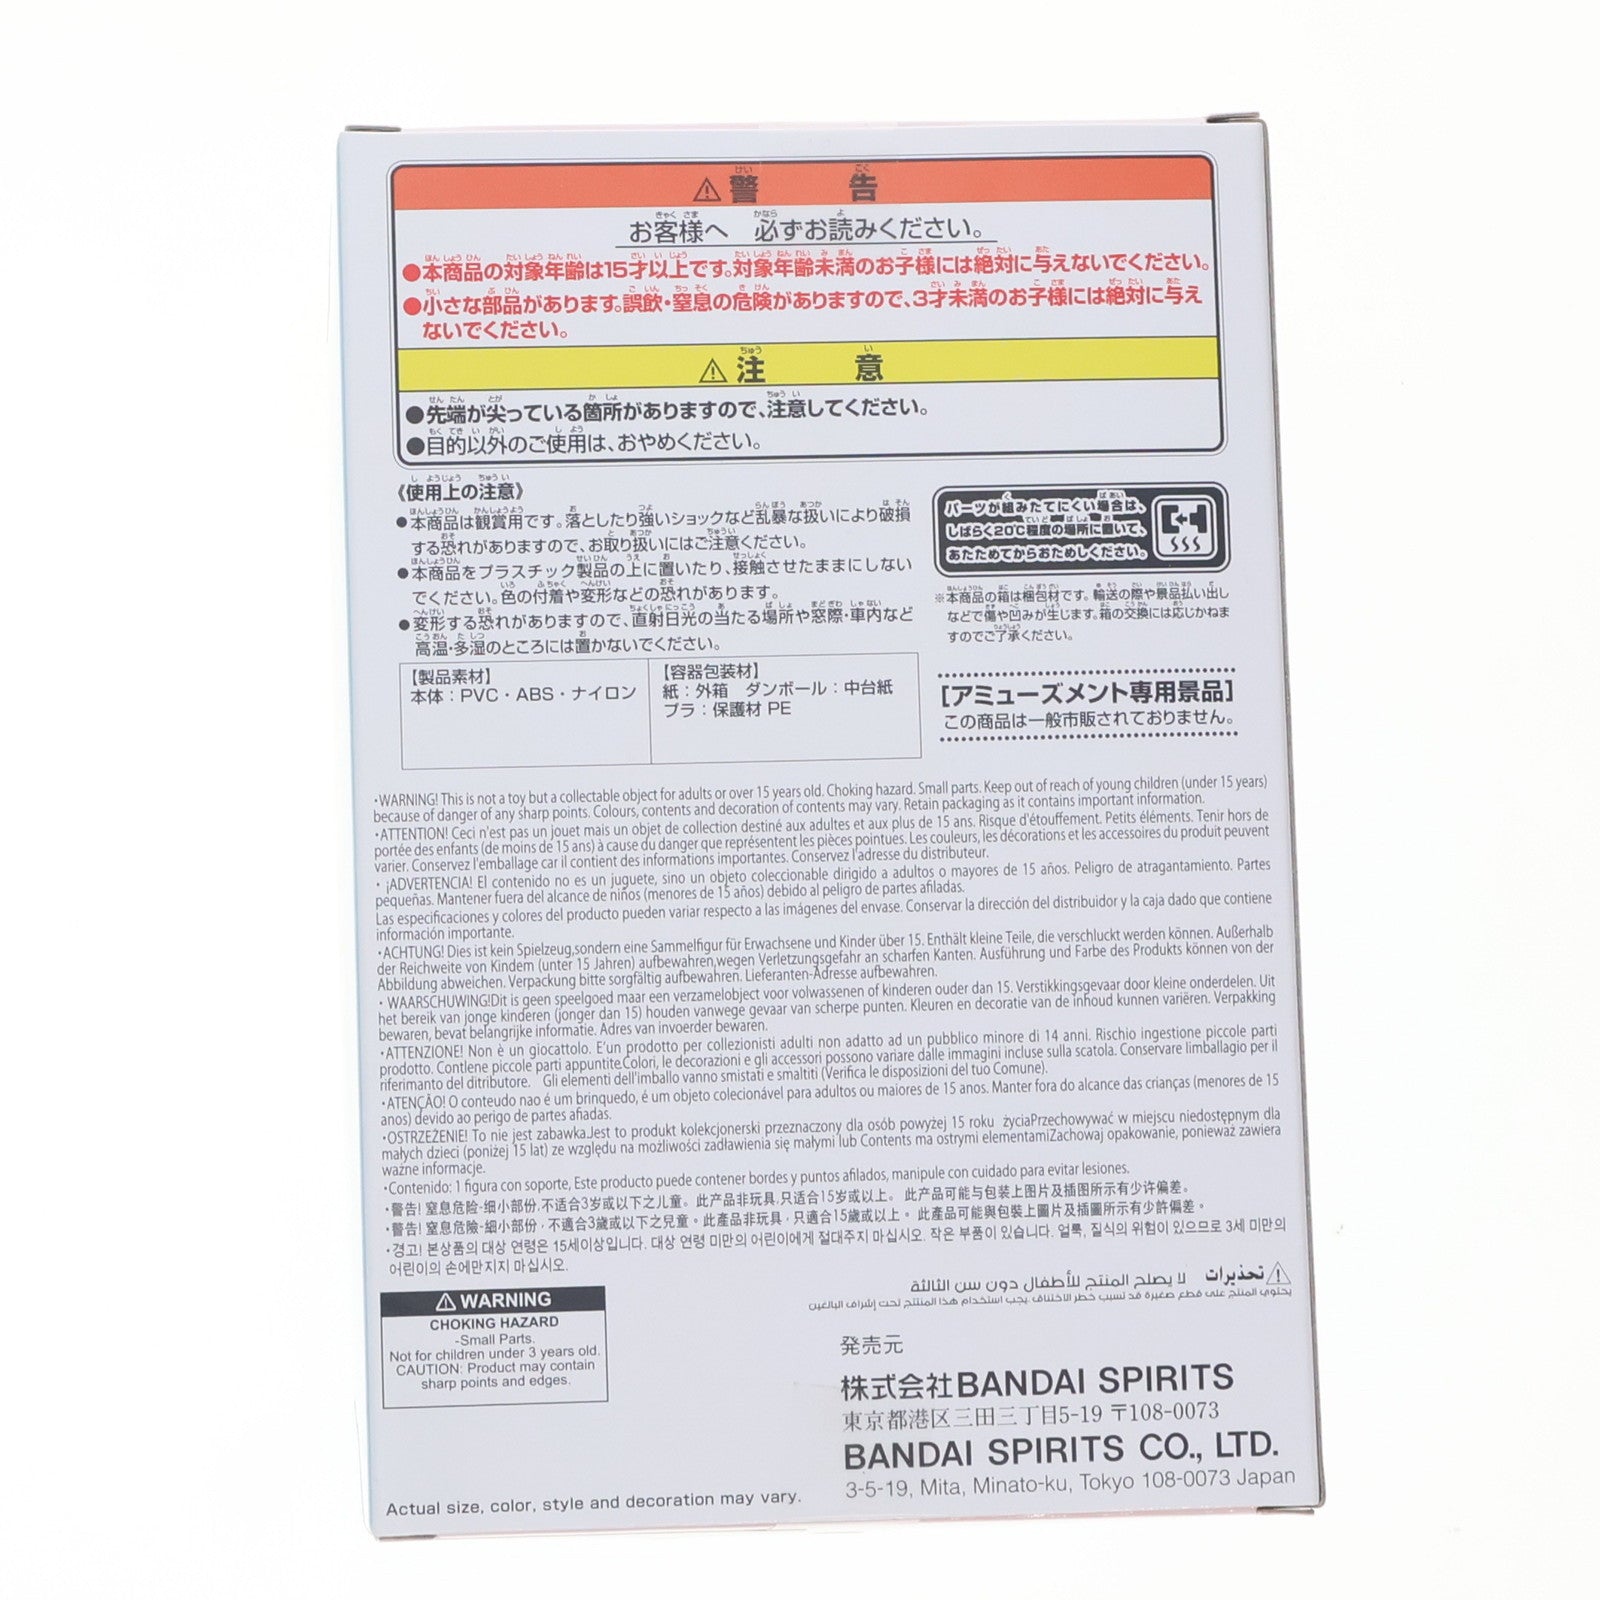 ⚠警告
お客様へ 必ずお読みください。
●本商品の対象年齢は15才以上です。対象年齢未満のお子様には絶対に与えないでください。
●小さな部品があります。誤飲・窒息の危険がありますので、3才未満のお子様には絶対に与え
ないでください。
⚠注意
●先端が尖っている箇所がありますので、注意してください。
●目的以外のご使用は、おやめください。
《使用上の注意》
●本商品は観賞用です。落としたり強いショックなど乱暴な扱いにより破損
する恐れがありますので、お取り扱いにはご注意ください。
●本商品をプラスチック製品の上に置いたり、接触させたままにしない
でください。色の付着や変形などの恐れがあります。
●変形する恐れがありますので、直射日光の当たる場所や窓際・車内など
高温・多湿のところには置かないでください。
パーツが組みたてにくい場合は、
しばらく20℃程度の場所に置いて、
あたためてからおためしください。
※本商品の箱は梱包材です。輸送の際や景品払い出し
などで傷や凹みが生じます。箱の交換には応じかねま
すのでご了承ください。
【製品素材】
本体：PVC・ABS・ナイロン
【容器包装材】
紙：外箱 ダンボール：中台紙
プラ：保護材 PE
[アミューズメント専用景品]
この商品は一般市販されておりません。
･WARNING! This is not a toy but a collectable object for adults or over 15 years old. Choking hazard. Small parts. Keep out of reach of young children (under 15 years)
because of danger of any sharp points. Colours, contents and decoration of contents may vary. Retain packaging as it contains important information.
･ATTENTION! Ceci n'est pas un jouet mais un objet de collection destiné aux adultes et aux plus de 15 ans. Risque d'étouffement. Petits éléments. Tenir hors de
portée des enfants (de moins de 15 ans) à cause du danger que représentent les pièces pointues. Les couleurs, les décorations et les accessoires du produit peuvent
varier. Conservez l'emballage car il contient des informations importantes. Conservez l'adresse du distributeur.
･ ¡ADVERTENCIA! El contenido no es un juguete, sino un objeto coleccionable dirigido a adultos o mayores de 15 años. Peligro de atragantamiento. Partes
pequeñas. Mantener fuera del alcance de niños (menores de 15 años) debido al peligro de partes afiladas.
Las especificaciones y colores del producto pueden variar respecto a las imágenes del envase. Conservar la dirección del distribuidor y la caja dado que contiene
información importante.
･ACHTUNG! Dies ist kein Spielzeug,sondern eine Sammelfigur für Erwachsene und Kinder über 15. Enthält kleine Teile, die verschluckt werden können. Außerhalb
der Reichweite von Kindem (unter 15 Jahren) aufbewahren,wegen Verletzungsgefahr an scharfen Kanten. Ausführung und Farbe des Produkts können von der
Abbildung abweichen. Verpackung bitte sorgfältig aufbewahren. Lieferanten-Adresse aufbewahren.
･ WAARSCHUWING!Dit is geen speelgoed maar een verzamelobject voor volwassenen of kinderen ouder dan 15. Verstikkingsgevaar door kleine onderdelen. Uit
het bereik van jonge kinderen (jonger dan 15) houden vanwege gevaar van scherpe punten. Kleuren en decoratie van de inhoud kunnen variëren. Verpakking
bewaren, bevat belangrijke informatie. Adres van invoerder bewaren.
･ATTENZIONE! Non è un giocattolo. E'un prodotto per collezionisti adulti non adatto ad un pubblico minore di 14 anni. Rischio ingestione piccole parti
prodotto. Contlene piccole parti appuntite.Colori, le decorazioni e gli accessori possono variare dalle immagini incluse sulla scatola. Conservare limballagio per il
riferimanto del ditributore. Gli elementi dell'imballo vanno smistati e smaltiti (Verifica le disposizioni del tuo Comune).
･ATENÇÃO! O conteudo nao é um brinquedo, é um objeto colecionável para adultos ou maiores de 15 anos. Manter fora do alcance das crianças (menores de 15
anos) devido ao perigo de partes afiadas.
･OSTRZEŻENIE! To nie jest zabawka.Jest to produkt kolekcjonerski przeznaczony dla osób powyżej 15 roku życiaPrzechowywać w miejscu niedostępnym dla
małych dzieci (poniżej 15 lat) ze względu na możliwości zadławienia się małymi lub Contents ma ostrymi elementamiZachowaj opakowanie, ponieważ zawiera
ważne informacje.
･Contenido: 1 figura con soporte, Este producto puede contener bordes y puntos afilados, manipule con cuidado para evitar lesiones.
･警告! 窒息危险-细小部份,不适合3岁或以下之儿童。此产品非玩具,只适合15岁或以上。 此产品可能与包装上图片及插图所示有少许偏差。
･警告! 窒息危險-細小部份，不適合3歲或以下之兒童。此產品非玩具，只適合15歲或以上。此產品可能與包裝上圖片及插圖所示有少許偏差。
･경고! 본상품의 대상 연령은 15세이상입니다. 대상 연령 미만의 어린이에게 절대주지 마십시오. 작은 부품이 있습니다. 얼룩, 질식의 위험이 있으므로 3세 미만의
어린이의 손에만지지 마십시오.
⚠تحذيرات لا يصلح المنتج للأطفال دون سن الثالثة
يحتوي المنتج على قطع صغيرة قد تسبب خطر الاختناق. يجب استخدام هذا المنتج تحت إشراف البالغين
⚠WARNING
CHOKING HAZARD
-Small Parts.
Not for children under 3 years old.
CAUTION: Product may contain
sharp points and edges.
発売元
株式会社BANDAI SPIRITS
東京都港区三田三丁目5-19 〒108-0073
BANDAI SPIRITS CO., LTD.
3-5-19, Mita, Minato-ku, Tokyo 108-0073 Japan
Actual size, color, style and decoration may vary.